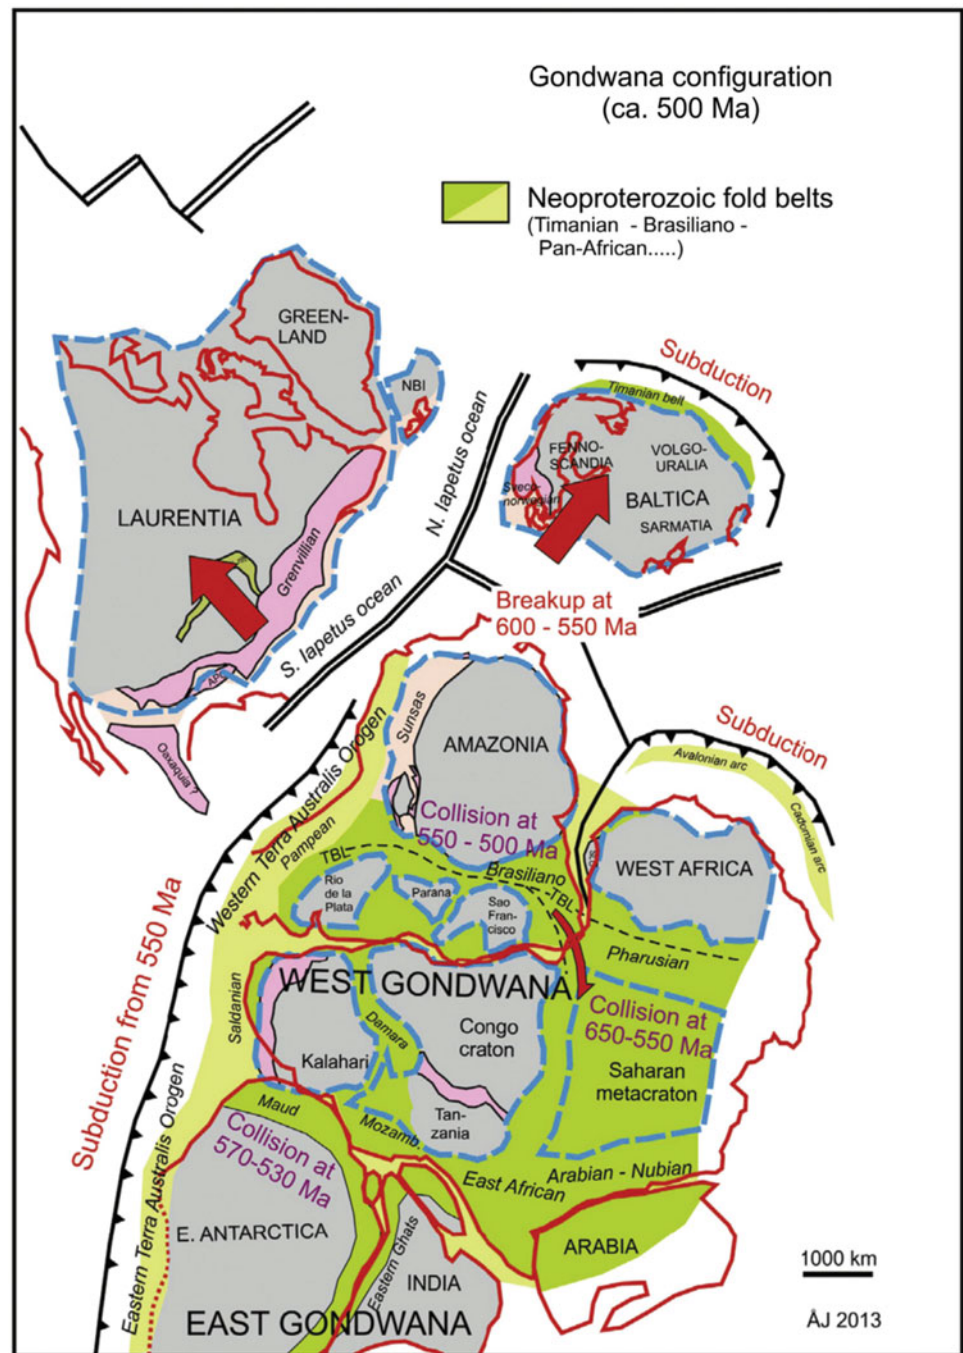 Gondwana configuration
(ca. 500 Ma)
Neoproterozoic fold belts
(Timanian - Brasiliano -
Pan-African.....)
GREEN-
LAND
NBI
LAURENTIA
Grenvillian
Oaxaquia ?
N. Iapetus ocean
S. Iapetus ocean
Subduction
Timanian belt
FENNO-
SCANDIA
VOLGO-
URALIA
Sveco-
norwegian
BALTICA
SARMATIA
Breakup at
600 - 550 Ma
Subduction
Avalonian arc
Cadomian arc
Sunsas
AMAZONIA
Collision at
550 - 500 Ma
Western Terra Australis Orogen
Pampean
TBL
Brasiliano
TBL
WEST AFRICA
Rio
de la
Plata
Parana
Sao
Fran-
cisco
Pharusian
Subduction from 550 Ma
Saldanian
WEST GONDWANA
Kalahari
Damara
Congo
craton
Collision at
650-550 Ma
Saharan
metacraton
Tan-
zania
Maud
Mozamb.
Collision at
570-530 Ma
East African
Arabian - Nubian
Eastern Terra Australis Orogen
E. ANTARCTICA
Eastern Ghats
INDIA
ARABIA
EAST GONDWANA
1000 km
ÅJ 2013